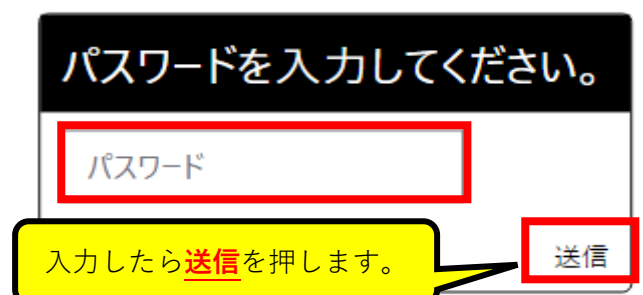 パスワードを入力してください。
パスワード
入力したら送信を押します。
送信